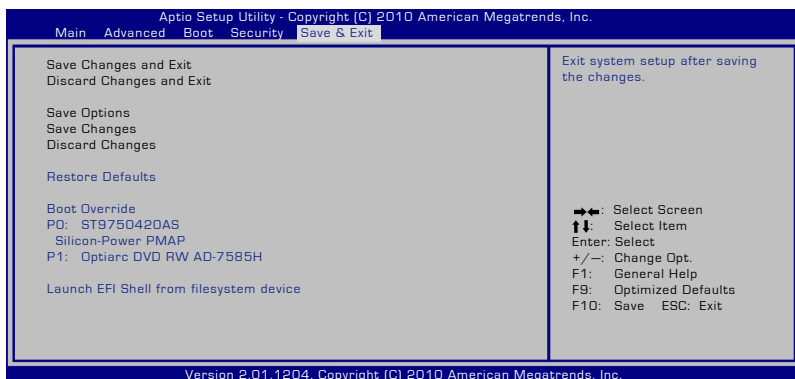 Aptio Setup Utility - Copyright (C) 2010 American Megatrends, Inc.
Main Advanced Boot Security Save & Exit
Save Changes and Exit
Discard Changes and Exit
Save Options
Save Changes
Discard Changes
Restore Defaults
Boot Override
P0: ST9750420AS
Silicon-Power PMAP
P1: Optiarc DVD RW AD-7585H
Launch EFI Shell from filesystem device
Exit system setup after saving
the changes.
→←: Select Screen
↑↓: Select Item
Enter: Select
+/—: Change Opt.
F1: General Help
F9: Optimized Defaults
F10: Save ESC: Exit
Version 2.01.1204. Copyright (C) 2010 American Megatrends, Inc.